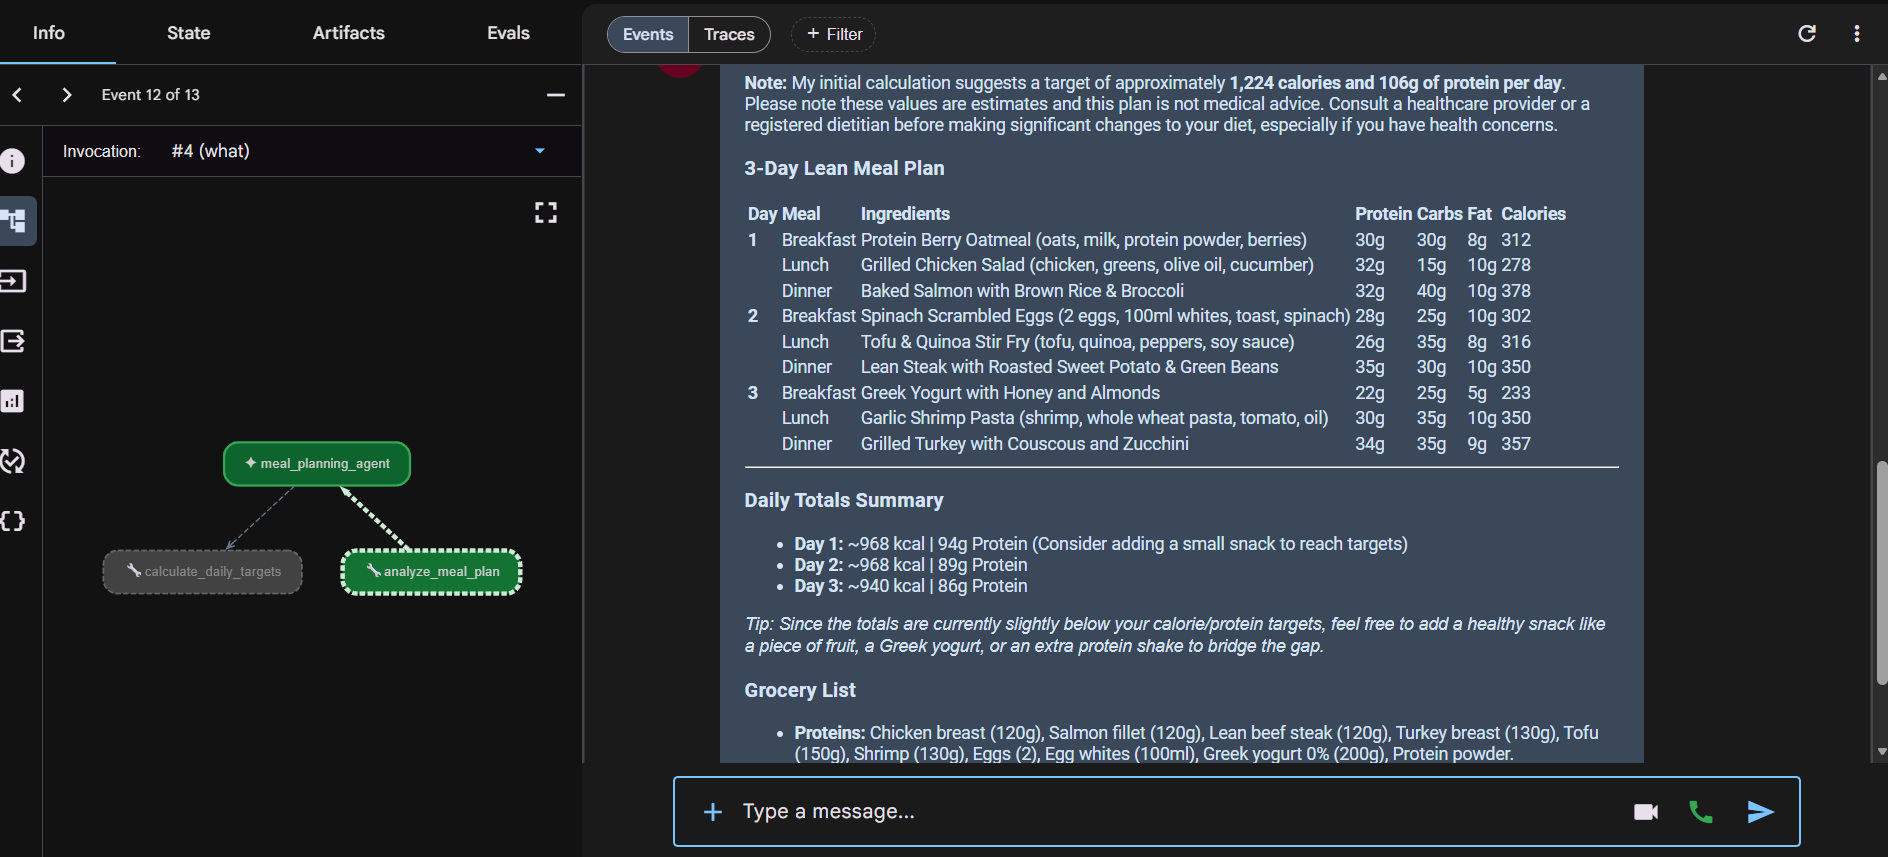 Info State Artifacts Evals
Event 12 of 13
Invocation: #4 (what)
meal_planning_agent
calculate_daily_targets analyze_meal_plan
Events Traces + Filter
Note: My initial calculation suggests a target of approximately 1,224 calories and 106g of protein per day.
Please note these values are estimates and this plan is not medical advice. Consult a healthcare provider or a
registered dietitian before making significant changes to your diet, especially if you have health concerns.
3-Day Lean Meal Plan
Day Meal Ingredients Protein Carbs Fat Calories
1 Breakfast Protein Berry Oatmeal (oats, milk, protein powder, berries) 30g 30g 8g 312
Lunch Grilled Chicken Salad (chicken, greens, olive oil, cucumber) 32g 15g 10g 278
Dinner Baked Salmon with Brown Rice & Broccoli 32g 40g 10g 378
2 Breakfast Spinach Scrambled Eggs (2 eggs, 100ml whites, toast, spinach) 28g 25g 10g 302
Lunch Tofu & Quinoa Stir Fry (tofu, quinoa, peppers, soy sauce) 26g 35g 8g 316
Dinner Lean Steak with Roasted Sweet Potato & Green Beans 35g 30g 10g 350
3 Breakfast Greek Yogurt with Honey and Almonds 22g 25g 5g 233
Lunch Garlic Shrimp Pasta (shrimp, whole wheat pasta, tomato, oil) 30g 35g 10g 350
Dinner Grilled Turkey with Couscous and Zucchini 34g 35g 9g 357
Daily Totals Summary
• Day 1: ~968 kcal | 94g Protein (Consider adding a small snack to reach targets)
• Day 2: ~968 kcal | 89g Protein
• Day 3: ~940 kcal | 86g Protein
Tip: Since the totals are currently slightly below your calorie/protein targets, feel free to add a healthy snack like
a piece of fruit, a Greek yogurt, or an extra protein shake to bridge the gap.
Grocery List
• Proteins: Chicken breast (120g), Salmon fillet (120g), Lean beef steak (120g), Turkey breast (130g), Tofu
(150g), Shrimp (130g), Eggs (2), Egg whites (100ml), Greek yogurt 0% (200g), Protein powder.
Type a message...